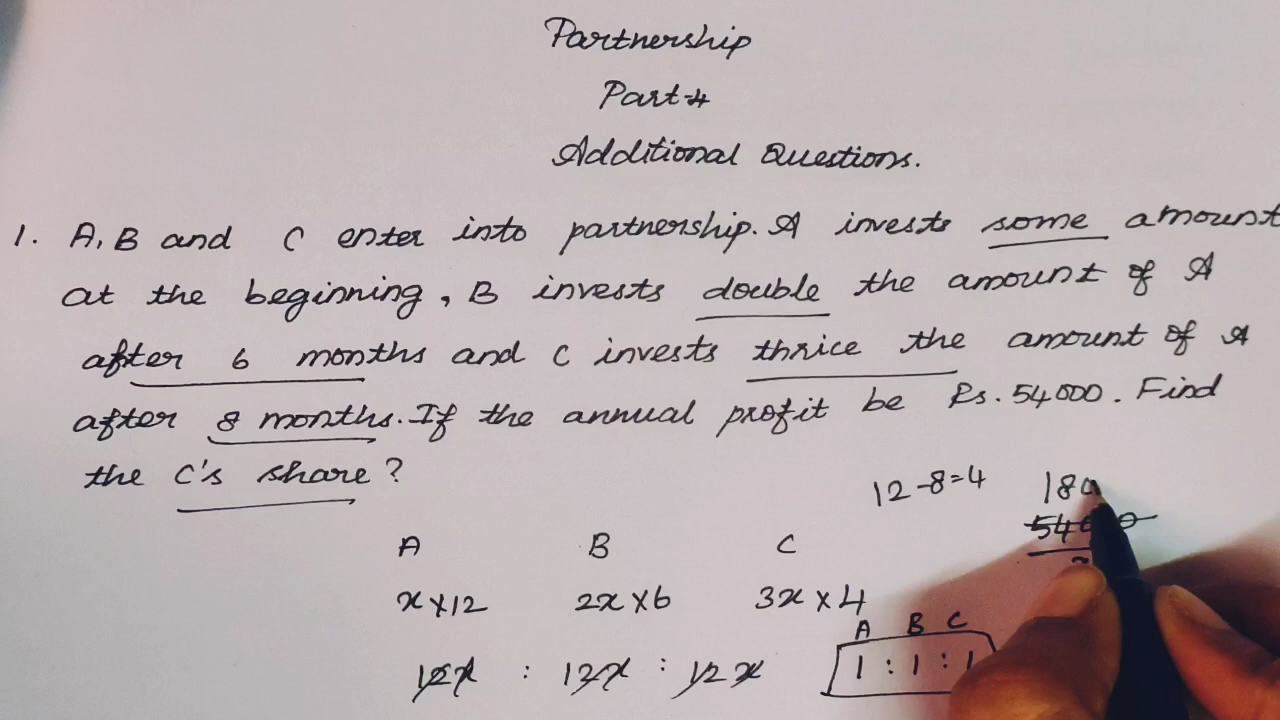 Partnership
Part-4
Additional Questions.
1. A, B and C enter into partnership. A invests some amount
at the beginning, B invests double the amount of A
after 6 months and C invests thrice the amount of A
after 8 months. If the annual profit be Rs. 54000. Find
the C's share?
12-8=4
A B C
x×12 2x×6 3x×4
12x : 12x : 12x
A B C
1 : 1 : 1